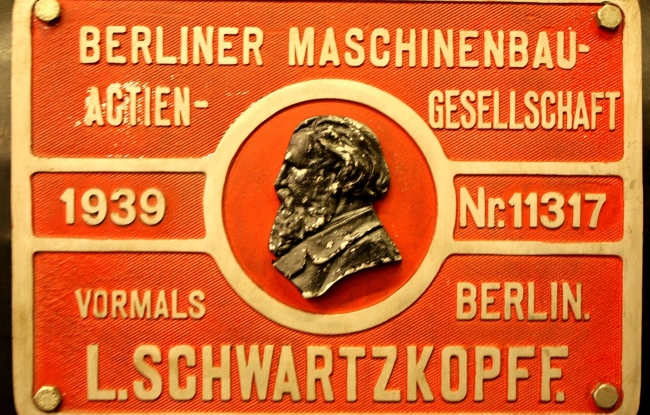 BERLINER MASCHINENBAU-
ACTIEN- GESELLSCHAFT
1939 Nr. 11317
VORMALS BERLIN.
L. SCHWARTZKOPFF.